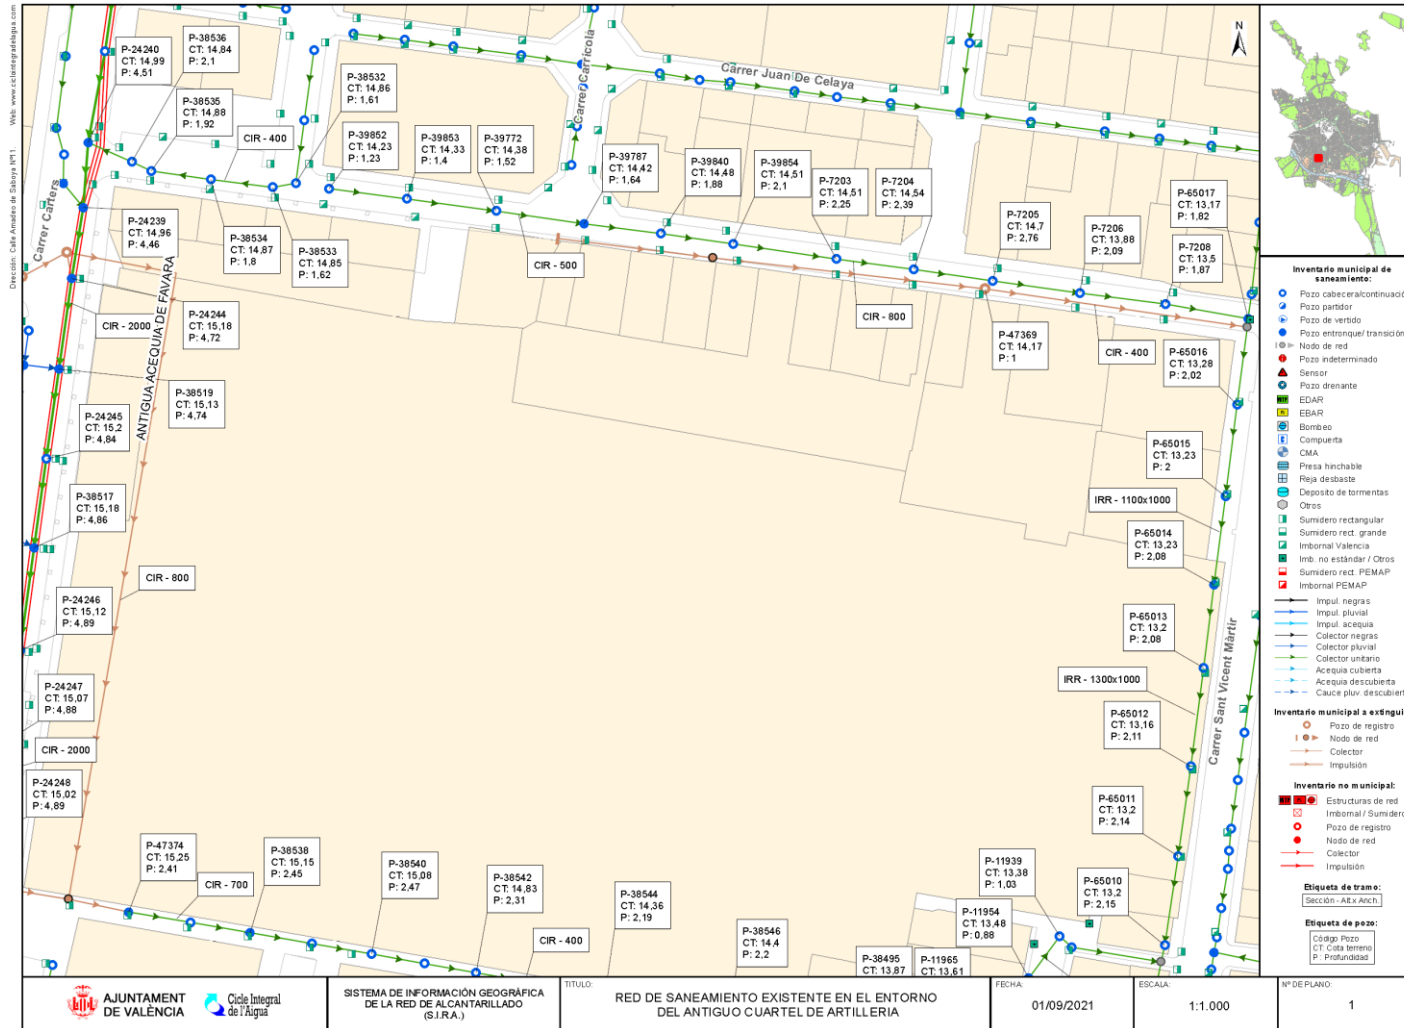 Web: www.ciclointegraldelagua.com
Dirección: Calle Amadeo de Saboya Nº11.
P-24240
CT: 14,99
P: 4,51
P-38536
CT: 14,84
P: 2,1
P-38535
CT: 14,88
P: 1,92
CIR - 400
P-38532
CT: 14,86
P: 1,61
P-39852
CT: 14,23
P: 1,23
P-39853
CT: 14,33
P: 1,4
P-39772
CT: 14,38
P: 1,52
Carrer Carrícola
Carrer Juan De Celaya
N
P-39787
CT: 14,42
P: 1,64
P-39840
CT: 14,48
P: 1,88
P-39854
CT: 14,51
P: 2,1
P-7203
CT: 14,51
P: 2,25
P-7204
CT: 14,54
P: 2,39
P-7205
CT: 14,7
P: 2,76
P-7206
CT: 13,88
P: 2,09
P-65017
CT: 13,17
P: 1,82
P-7208
CT: 13,5
P: 1,87
Carrer Carters
P-24239
CT: 14,96
P: 4,46
P-38534
CT: 14,87
P: 1,8
P-38533
CT: 14,85
P: 1,62
CIR - 500
CIR - 800
P-47369
CT: 14,17
P: 1
CIR - 400
P-65016
CT: 13,28
P: 2,02
CIR - 2000
ANTIGUA ACEQUIA DE FAVARA
P-24244
CT: 15,18
P: 4,72
P-38519
CT: 15,13
P: 4,74
P-24245
CT: 15,2
P: 4,84
P-38517
CT: 15,18
P: 4,86
CIR - 800
P-24246
CT: 15,12
P: 4,89
P-24247
CT: 15,07
P: 4,88
CIR - 2000
P-24248
CT: 15,02
P: 4,89
P-65015
CT: 13,23
P: 2
IRR - 1100x1000
P-65014
CT: 13,23
P: 2,08
P-65013
CT: 13,2
P: 2,08
IRR - 1300x1000
P-65012
CT: 13,16
P: 2,11
Carrer Sant Vicent Màrtir
P-65011
CT: 13,2
P: 2,14
P-65010
CT: 13,2
P: 2,15
P-11939
CT: 13,38
P: 1,03
P-11954
CT: 13,48
P: 0,88
P-47374
CT: 15,25
P: 2,41
CIR - 700
P-38538
CT: 15,15
P: 2,45
P-38540
CT: 15,08
P: 2,47
P-38542
CT: 14,83
P: 2,31
CIR - 400
P-38544
CT: 14,36
P: 2,19
P-38546
CT: 14,4
P: 2,2
P-38495
CT: 13,87
P-11965
CT: 13,61
Inventario municipal de
saneamiento:
Pozo cabecera/continuació
Pozo partidor
Pozo de vertido
Pozo entronque/ transición
Nodo de red
Pozo indeterminado
Sensor
Pozo drenante
EDAR
EBAR
Bombeo
Compuerta
CMA
Presa hinchable
Reja desbaste
Deposito de tormentas
Otros
Sumidero rectangular
Sumidero rect. grande
Imbornal Valencia
Imb. no estándar / Otros
Sumidero rect. PEMAP
Imbornal PEMAP
Impul. negras
Impul. pluvial
Impul. acequia
Colector negras
Colector pluvial
Colector unitario
Acequia cubierta
Acequia descubierta
Cauce pluv. descubiert
Inventario municipal a extingui
Pozo de registro
Nodo de red
Colector
Impulsión
Inventario no municipal:
Estructuras de red
Imbornal / Sumidero
Pozo de registro
Nodo de red
Colector
Impulsión
Etiqueta de tramo:
Sección - Alt.x Anch.
Etiqueta de pozo:
Código Pozo
CT: Cota terreno
P : Profundidad
AJUNTAMENT
DE VALÈNCIA
Cicle Integral
de l'Aigua
SISTEMA DE INFORMACIÓN GEOGRÁFICA
DE LA RED DE ALCANTARILLADO
(S.I.R.A.)
TITULO:
RED DE SANEAMIENTO EXISTENTE EN EL ENTORNO
DEL ANTIGUO CUARTEL DE ARTILLERIA
FECHA:
01/09/2021
ESCALA:
1:1.000
Nº DE PLANO:
1